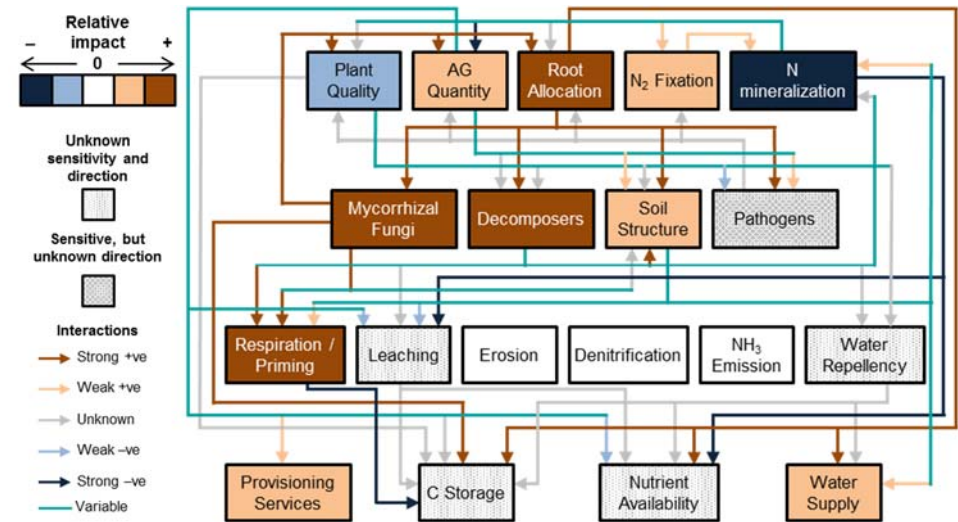 Relative
impact
– 0 +
Unknown
sensitivity and
direction
Sensitive, but
unknown direction
Interactions
Strong +ve
Weak +ve
Unknown
Weak –ve
Strong –ve
Variable
Plant
Quality
AG
Quantity
Root
Allocation
N₂ Fixation
N
mineralization
Mycorrhizal
Fungi
Decomposers
Soil
Structure
Pathogens
Respiration /
Priming
Leaching
Erosion
Denitrification
NH₃
Emission
Water
Repellency
Provisioning
Services
C Storage
Nutrient
Availability
Water
Supply